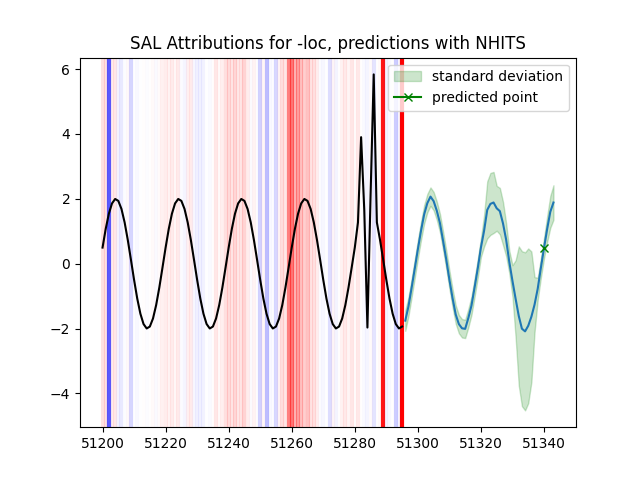 SAL Attributions for -loc, predictions with NHITS
standard deviation
predicted point
6
4
2
0
−2
−4
51200 51220 51240 51260 51280 51300 51320 51340